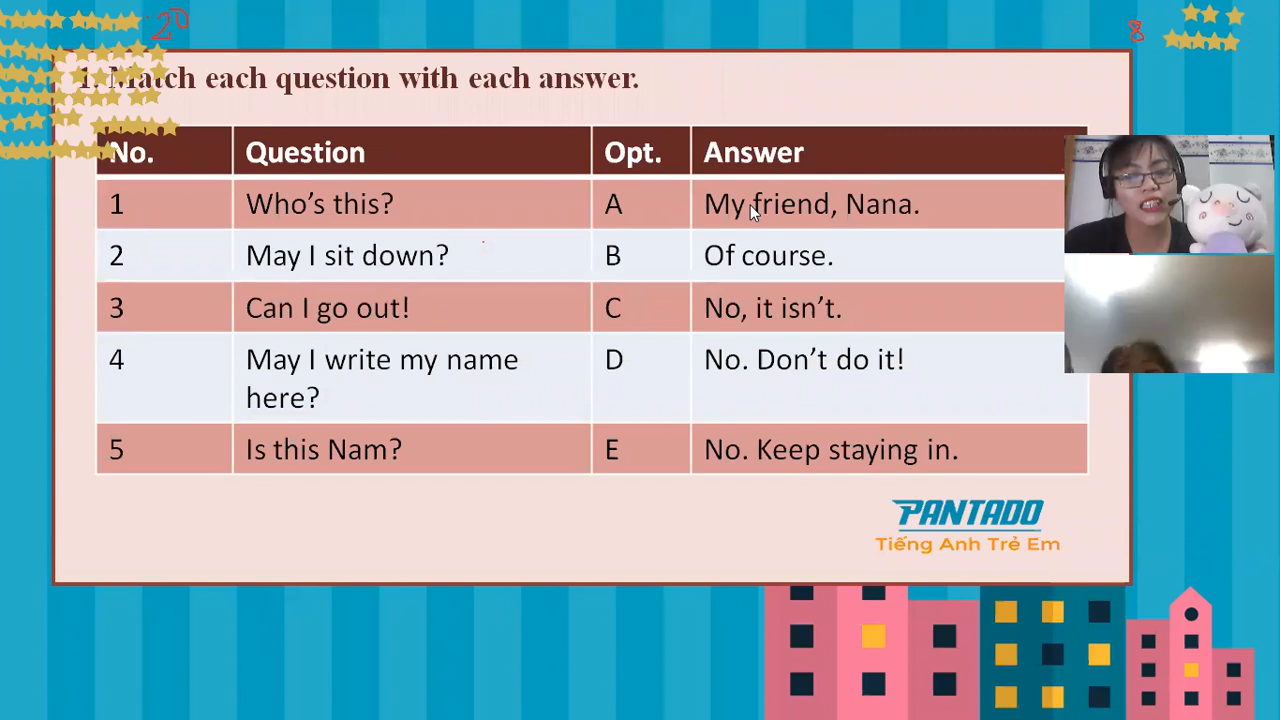 20
8
1. Match each question with each answer.
No. Question Opt. Answer
1 Who's this? A My friend, Nana.
2 May I sit down? B Of course.
3 Can I go out! C No, it isn't.
4 May I write my name here? D No. Don't do it!
5 Is this Nam? E No. Keep staying in.
PANTADO
Tiếng Anh Trẻ Em